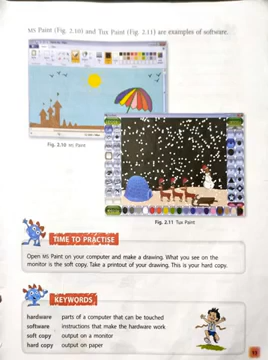 MS Paint (Fig. 2.10) and Tux Paint (Fig. 2.11) are examples of software.
Fig. 2.10 MS Paint
Fig. 2.11 Tux Paint
TIME TO PRACTISE
Open MS Paint on your computer and make a drawing. What you see on the
monitor is the soft copy. Take a printout of your drawing. This is your hard copy.
KEYWORDS
hardware parts of a computer that can be touched
software instructions that make the hardware work
soft copy output on a monitor
hard copy output on paper